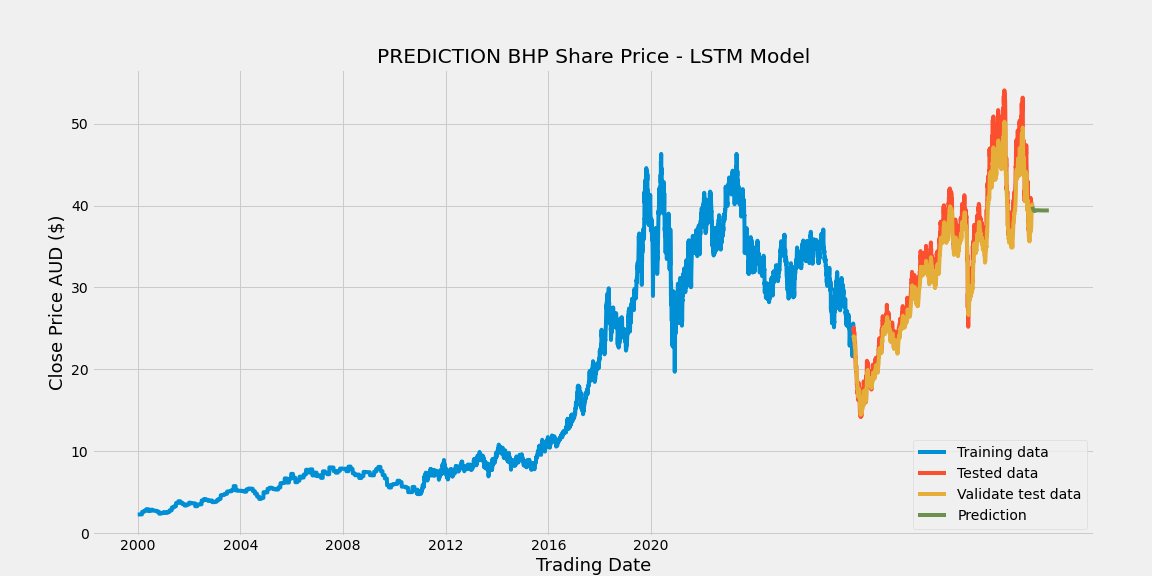 PREDICTION BHP Share Price - LSTM Model
Close Price AUD ($)
50
40
30
20
10
0
2000 2004 2008 2012 2016 2020
Trading Date
Training data
Tested data
Validate test data
Prediction